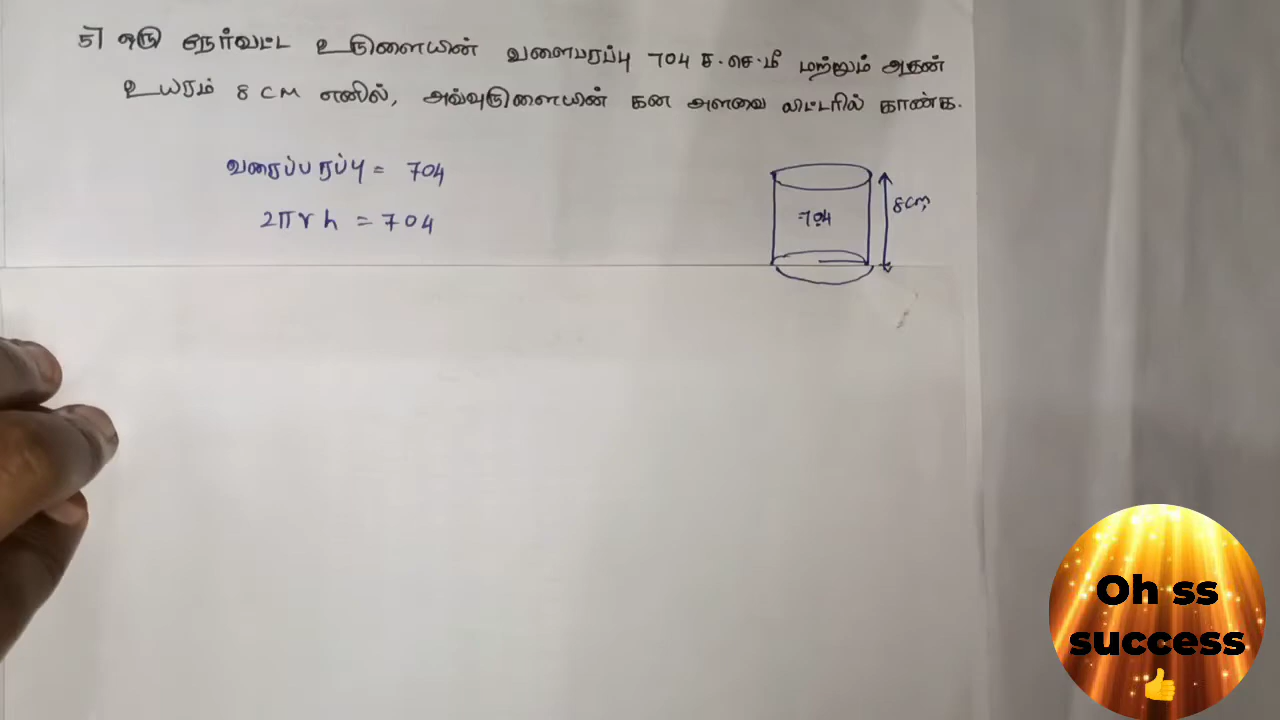 5) ஒரு நேர்வட்ட உருளையின் வளைபரப்பு 704 ச.செ.மீ மற்றும் அதன்
உயரம் 8 CM எனில், அவ்வுருளையின் கன அளவை லிட்டரில் காண்க.
வளைப்பரப்பு = 704
2πrh = 704
704
8cm
Oh ss
success
👍